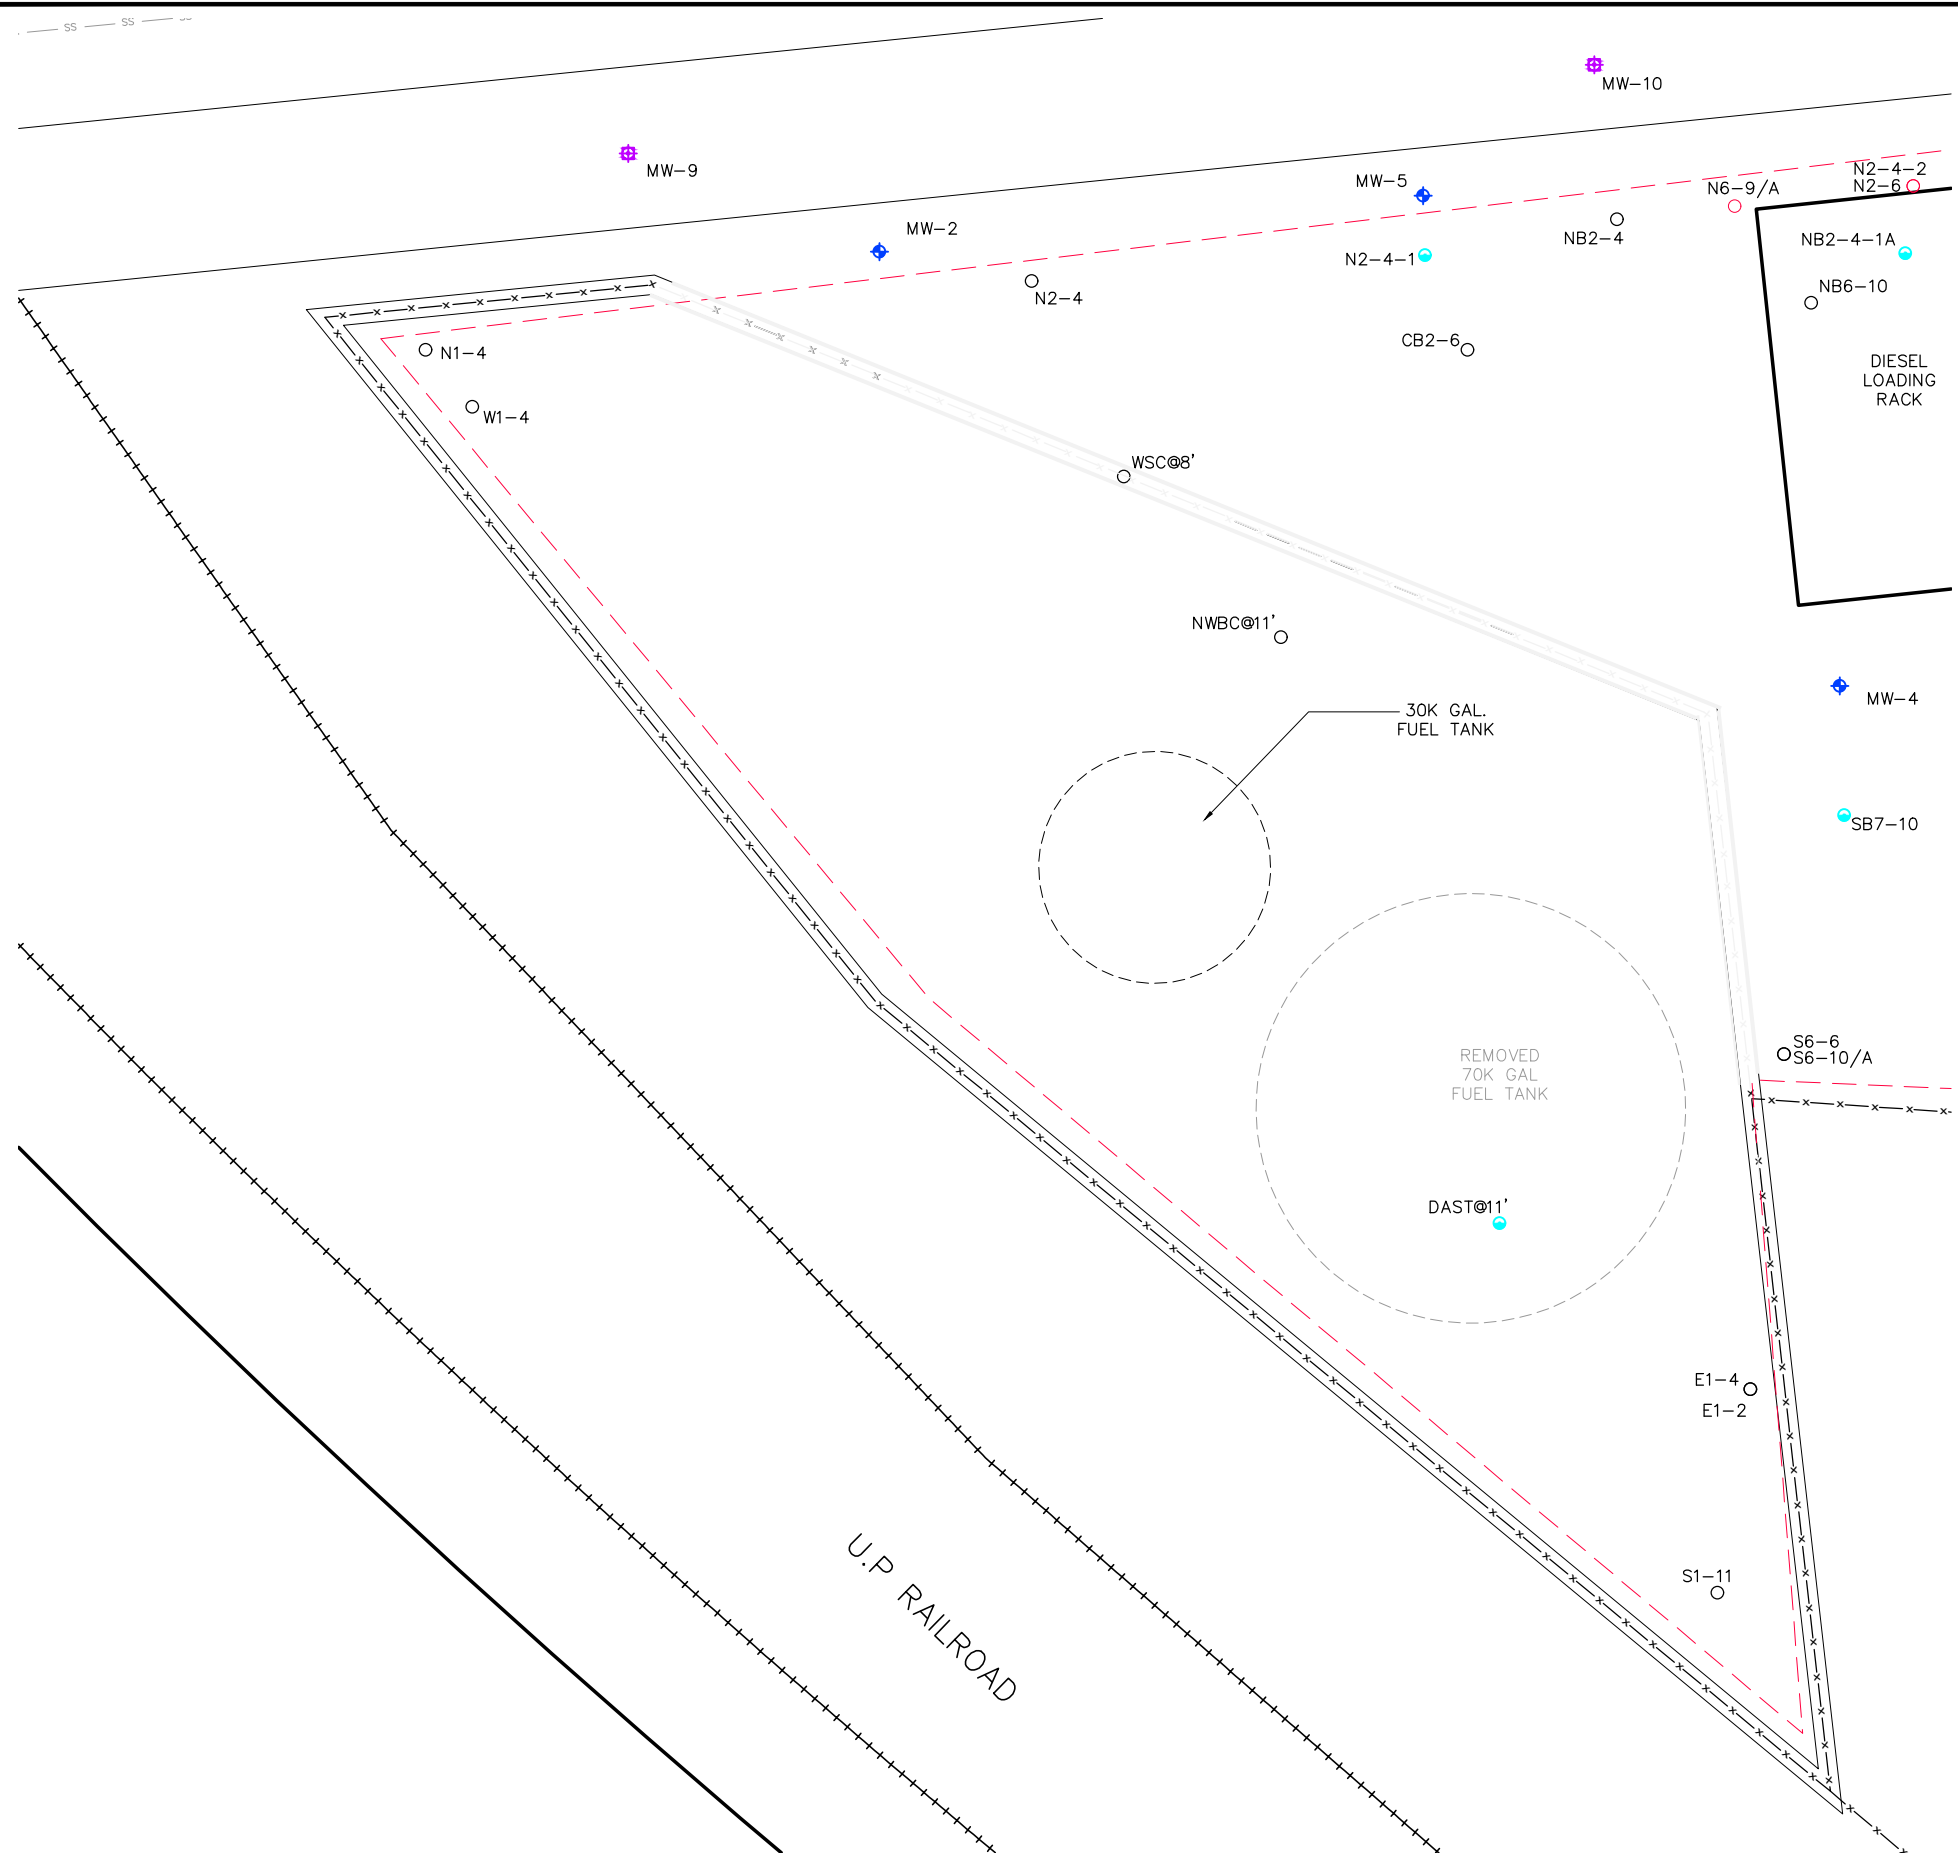 SS SS SS
MW-10
MW-9
N2-4-2
MW-5
N6-9/A
N2-6
MW-2
NB2-4
NB2-4-1A
N2-4-1
NB6-10
N2-4
CB2-6
N1-4
DIESEL
LOADING
RACK
W1-4
WSC@8'
NWBC@11'
MW-4
30K GAL.
FUEL TANK
SB7-10
S6-6
S6-10/A
REMOVED
70K GAL
FUEL TANK
DAST@11'
E1-4
E1-2
S1-11
U.P RAILROAD